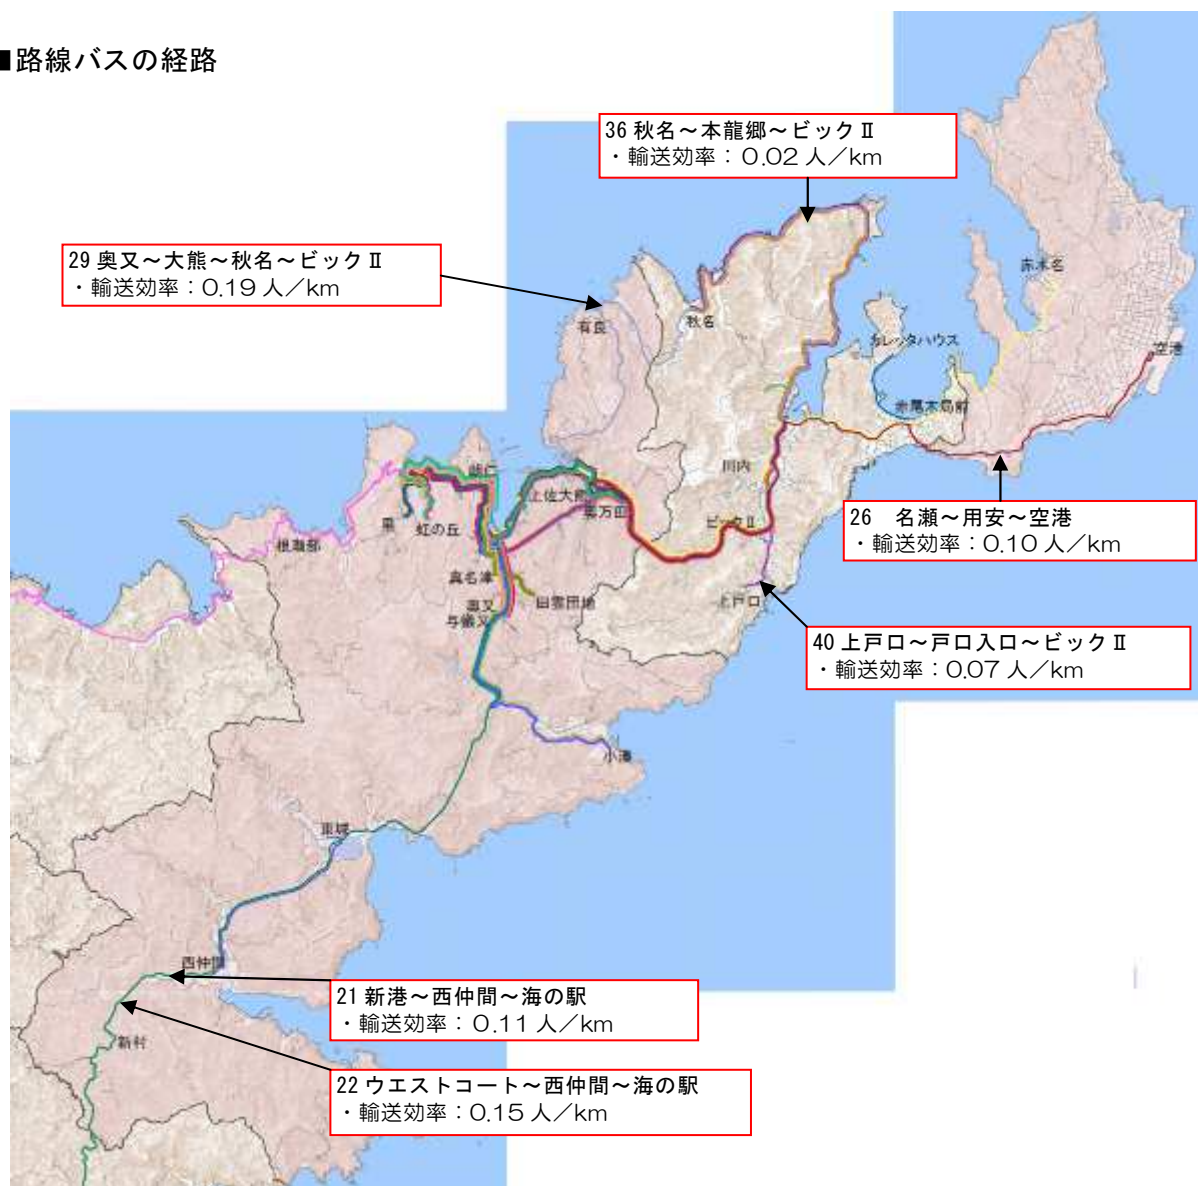 ■路線バスの経路
36 秋名～本龍郷～ビックⅡ
・輸送効率：0.02 人／km
29 奥又～大熊～秋名～ビックⅡ
・輸送効率：0.19 人／km
赤木名
有良
秋名
カレッタハウス
空港
赤尾木局前
川内
上佐大熊
里
虹の丘
根瀬部
ビックⅡ
26 名瀬～用安～空港
・輸送効率：0.10 人／km
真名津
奥又
与儀又
田雲団地
上戸口
40 上戸口～戸口入口～ビックⅡ
・輸送効率：0.07 人／km
小湊
東城
西仲間
21 新港～西仲間～海の駅
・輸送効率：0.11 人／km
新村
22 ウエストコート～西仲間～海の駅
・輸送効率：0.15 人／km